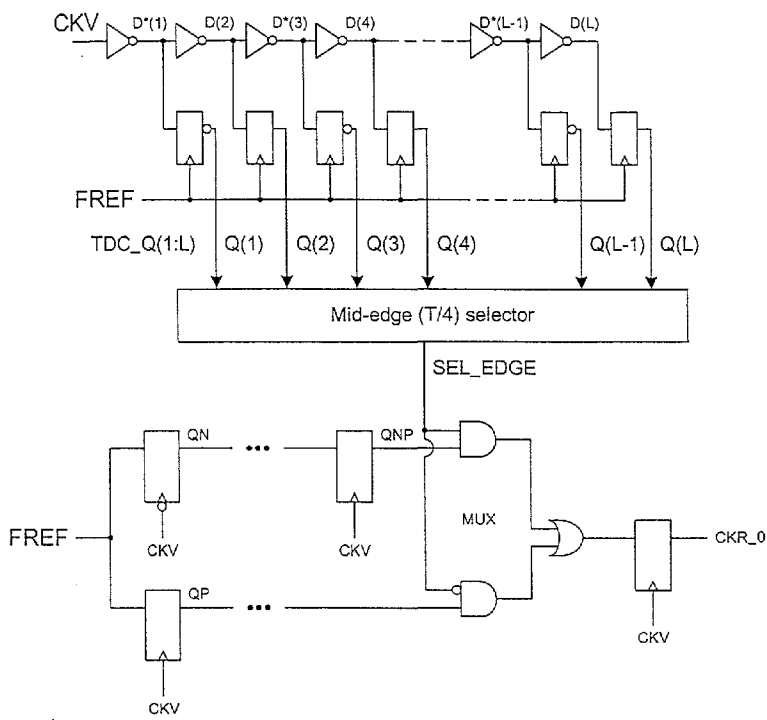 CKV D*(1) D(2) D*(3) D(4) D*(L-1) D(L)
FREF
TDC_Q(1:L) Q(1) Q(2) Q(3) Q(4) Q(L-1) Q(L)
Mid-edge (T/4) selector
SEL_EDGE
QN ••• QNP
MUX
FREF CKV CKV CKR_0
QP •••
CKV
CKV